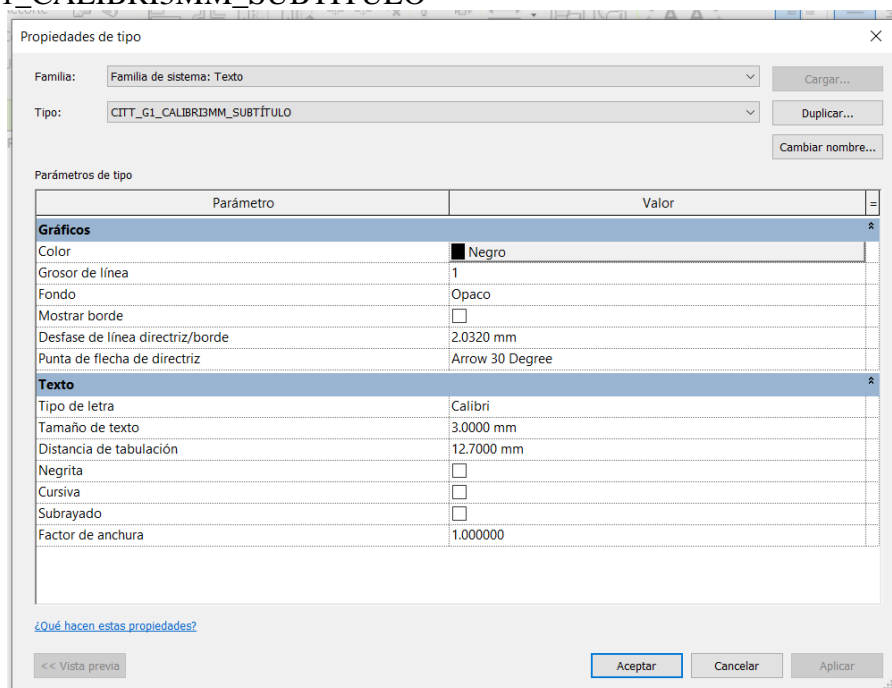 CALIBRI3MM_SUBTITULO
Propiedades de tipo
Familia: Familia de sistema: Texto Cargar...
Tipo: CITT_G1_CALIBRI3MM_SUBTÍTULO Duplicar...
Cambiar nombre...
Parámetros de tipo
Parámetro Valor =
Gráficos
Color Negro
Grosor de línea 1
Fondo Opaco
Mostrar borde
Desfase de línea directriz/borde 2.0320 mm
Punta de flecha de directriz Arrow 30 Degree
Texto
Tipo de letra Calibri
Tamaño de texto 3.0000 mm
Distancia de tabulación 12.7000 mm
Negrita
Cursiva
Subrayado
Factor de anchura 1.000000
¿Qué hacen estas propiedades?
<< Vista previa Aceptar Cancelar Aplicar